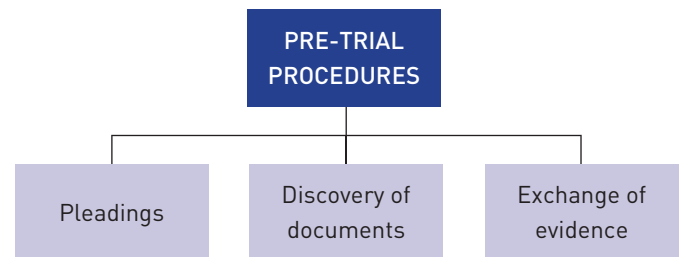 PRE-TRIAL
PROCEDURES
Pleadings
Discovery of
documents
Exchange of
evidence